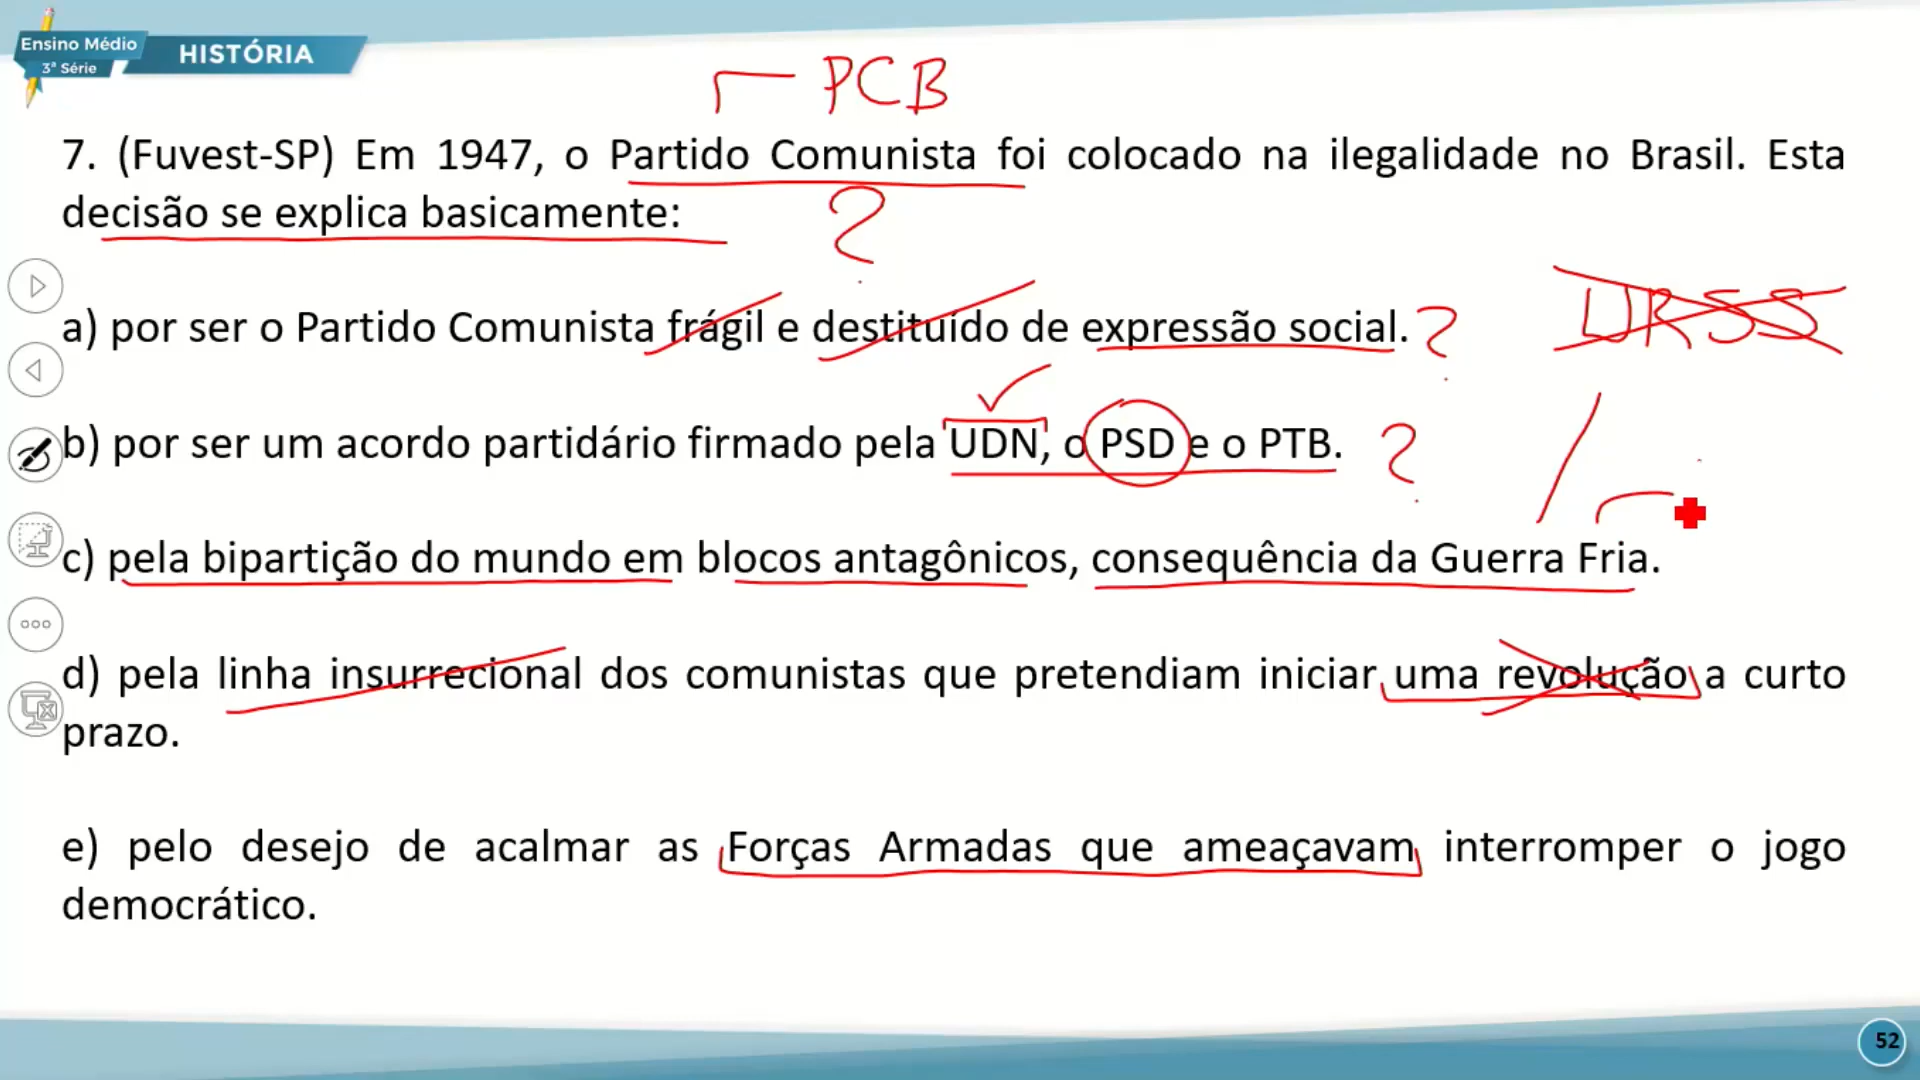 Ensino Médio
3ª Série
HISTÓRIA
PCB
7. (Fuvest-SP) Em 1947, o Partido Comunista foi colocado na ilegalidade no Brasil. Esta
decisão se explica basicamente:
?
a) por ser o Partido Comunista frágil e destituído de expressão social. ?
URSS
b) por ser um acordo partidário firmado pela UDN, o PSD e o PTB. ?
c) pela bipartição do mundo em blocos antagônicos, consequência da Guerra Fria.
d) pela linha insurrecional dos comunistas que pretendiam iniciar uma revolução a curto
prazo.
e) pelo desejo de acalmar as Forças Armadas que ameaçavam interromper o jogo
democrático.
52